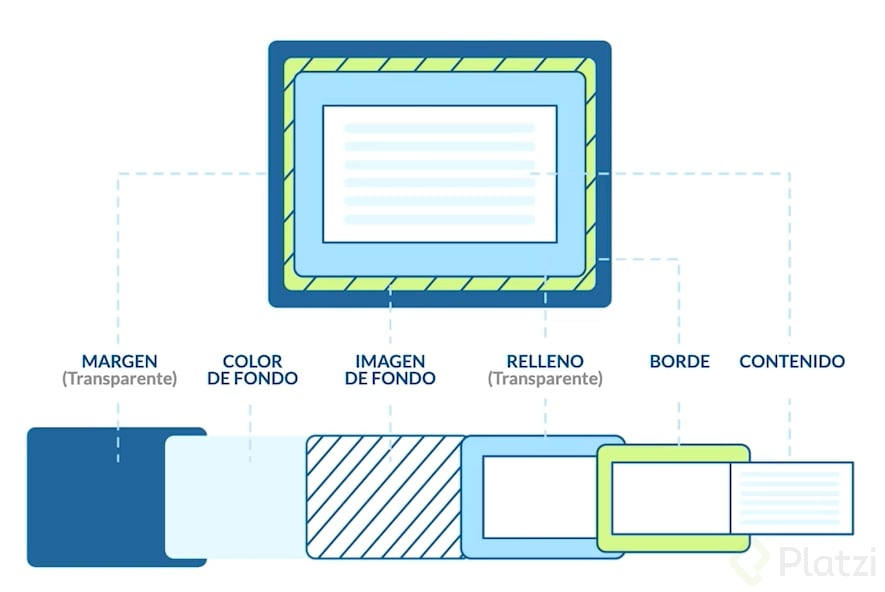 MARGEN
(Transparente)
COLOR
DE FONDO
IMAGEN
DE FONDO
RELLENO
(Transparente)
BORDE
CONTENIDO
Platzi